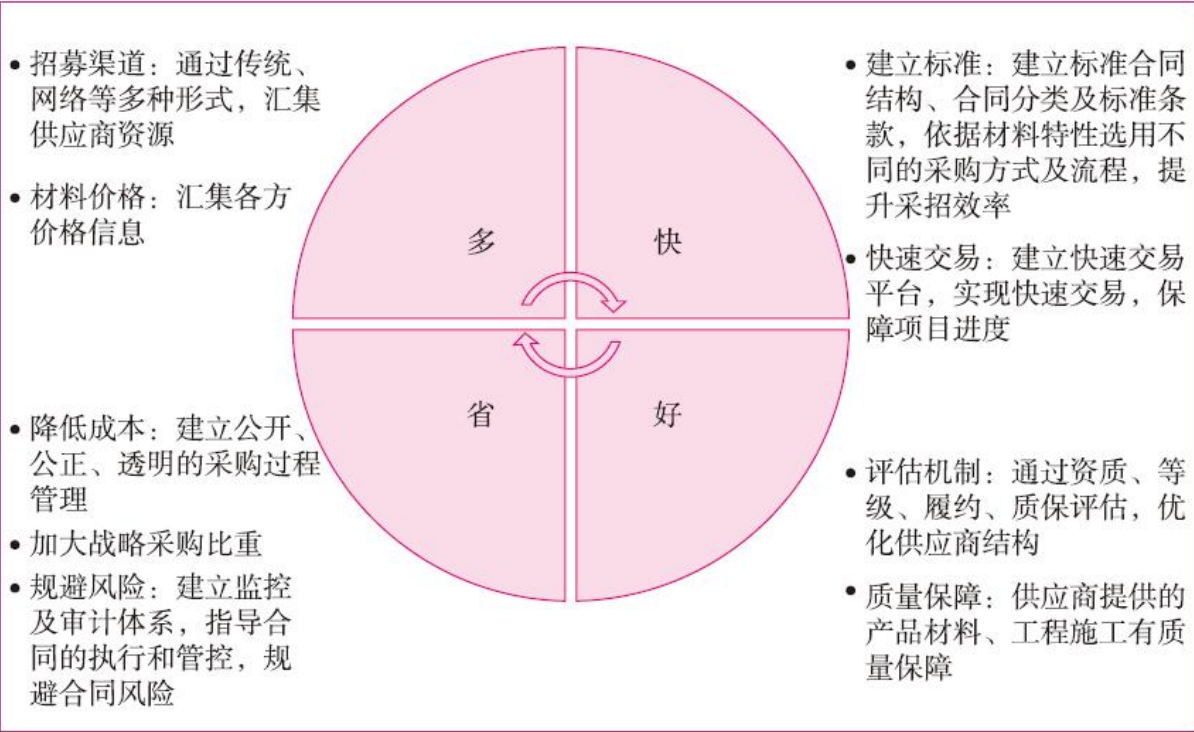 • 招募渠道：通过传统、
网络等多种形式，汇集
供应商资源
• 材料价格：汇集各方
价格信息
多
快
• 建立标准：建立标准合同
结构、合同分类及标准条
款，依据材料特性选用不
同的采购方式及流程，提
升采招效率
• 快速交易：建立快速交易
平台，实现快速交易，保
障项目进度
省
好
• 降低成本：建立公开、
公正、透明的采购过程
管理
• 加大战略采购比重
• 规避风险：建立监控
及审计体系，指导合
同的执行和管控，规
避合同风险
• 评估机制：通过资质、等
级、履约、质保评估，优
化供应商结构
• 质量保障：供应商提供的
产品材料、工程施工有质
量保障